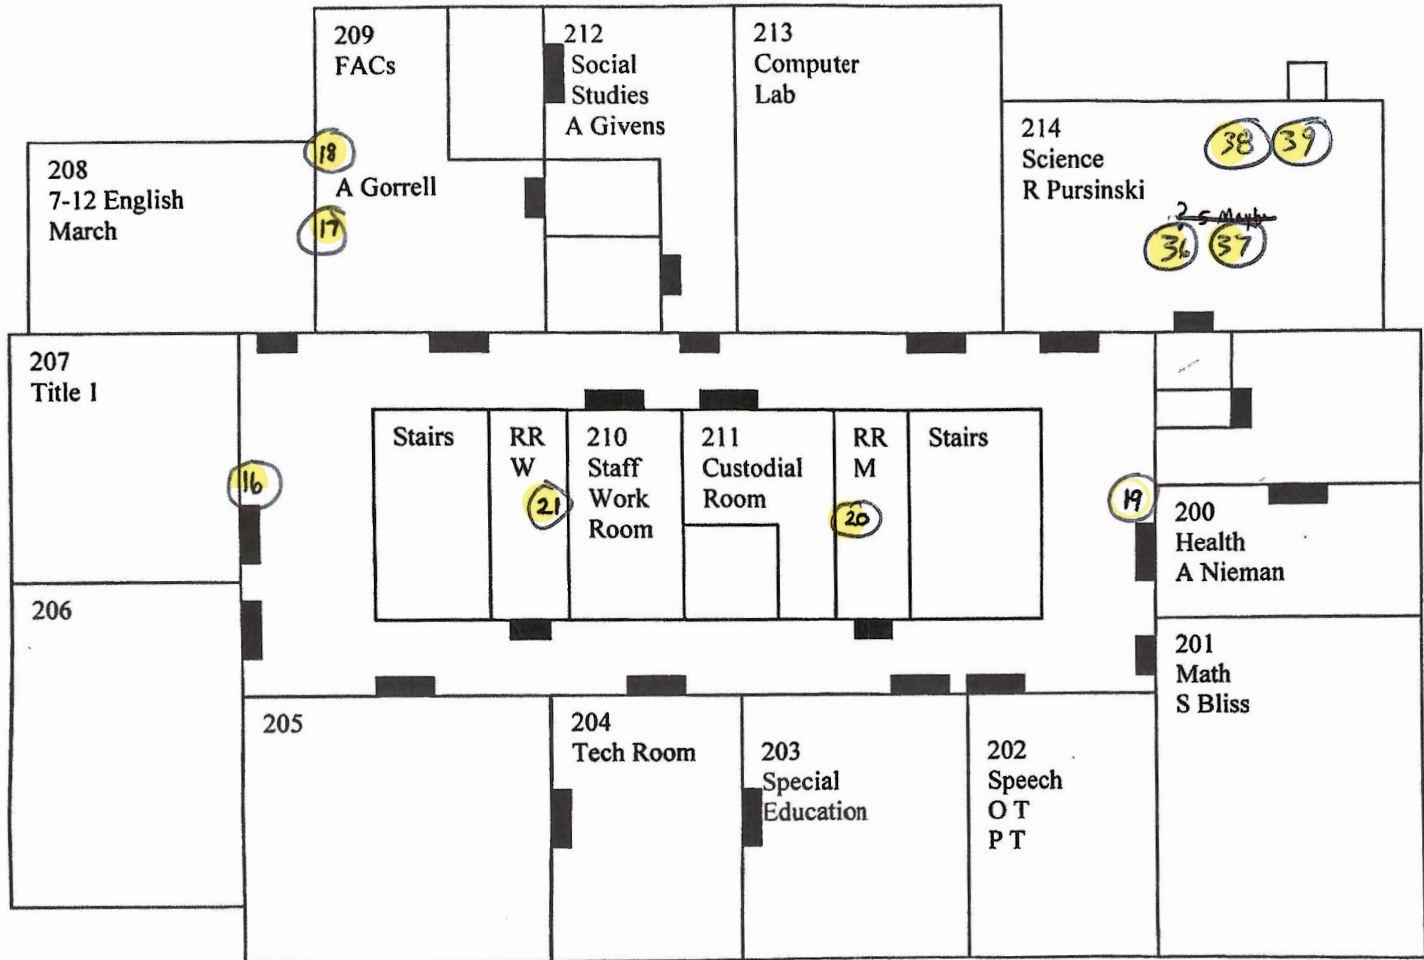 209
FACs
A Gorrell
212
Social
Studies
A Givens
213
Computer
Lab
214
Science
R Pursinski
38
39
36
37
208
7-12 English
March
18
17
207
Title 1
16
206
Stairs
RR
W
21
210
Staff
Work
Room
211
Custodial
Room
RR
M
20
Stairs
19
200
Health
A Nieman
201
Math
S Bliss
205
204
Tech Room
203
Special
Education
202
Speech
O T
P T